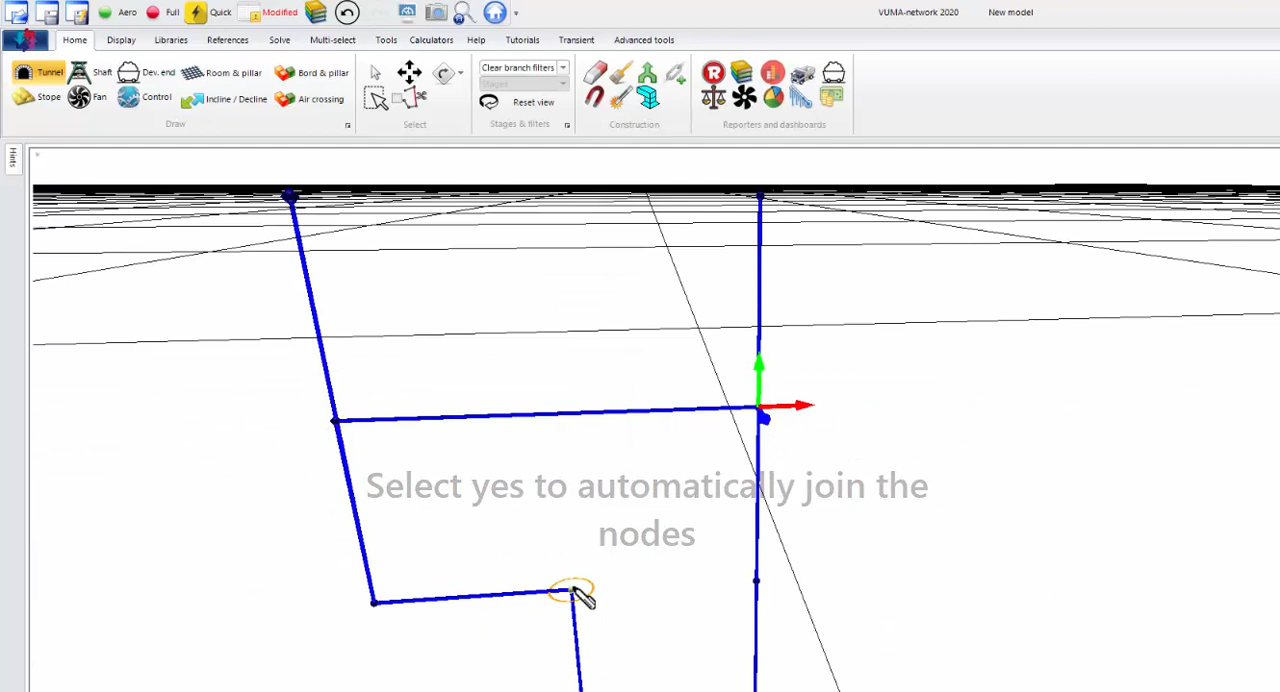 Aero Full Quick Modified VUMA-network 2020 New model
Home Display Libraries References Solve Multi-select Tools Calculators Help Tutorials Transient Advanced tools
Tunnel Shaft Dev. end Room & pillar Bord & pillar Clear branch filters
Stages
Stope Fan Control Incline / Decline Air crossing Reset view
Draw Select Stages & filters Construction Reporters and dashboards
Hints
Select yes to automatically join the
nodes